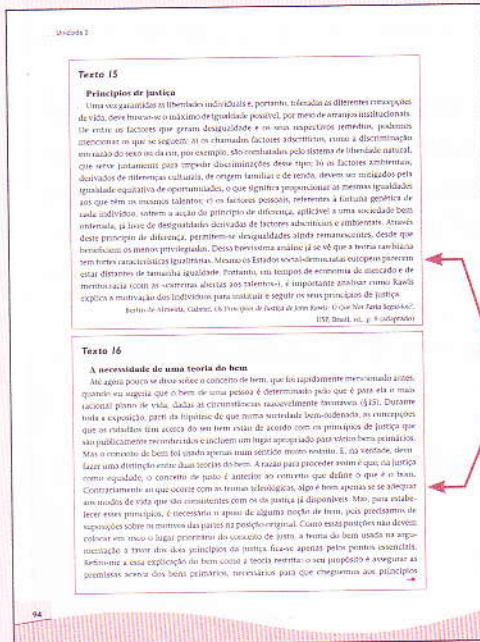 Unidade 2
Texto 15
Princípios de justiça
Uma vez garantidas as liberdades individuais e, portanto, toleradas as diferentes concepções
de vida, deve buscar-se o máximo de igualdade possível, por meio de arranjos institucionais.
De entre os factores que geram desigualdade e os seus respectivos remédios, podemos
mencionar os que se seguem: a) os chamados factores adscritícios, como a discriminação
em razão do sexo ou da cor, por exemplo, são combatidos pelo sistema de liberdade natural,
que serve justamente para impedir discriminações desse tipo; b) os factores ambientais,
derivados de diferenças culturais, de origem familiar e de renda, devem ser mitigados pela
igualdade equitativa de oportunidades, o que significa proporcionar as mesmas igualdades
aos que têm os mesmos talentos; c) os factores pessoais, referentes à fortuna genética de
cada indivíduo, sofrem a acção do princípio de diferença, aplicável a uma sociedade bem
ordenada, já livre de desigualdades derivadas de factores adscritícios e ambientais. Através
deste princípio de diferença, permitem-se desigualdades ainda remanescentes, desde que
beneficiem os menos privilegiados. Dessa brevíssima análise já se vê que a teoria rawlsiana
tem fortes características igualitárias. Mesmo os Estados social-democratas europeus parecem
estar distantes de tamanha igualdade. Portanto, em tempos de economia de mercado e de
meritocracia (com as «carreiras abertas aos talentos»), é importante analisar como Rawls
explica a motivação dos indivíduos para instituir e seguir os seus princípios de justiça.
de Almeida, Gabriel, Os Princípios de Justiça de John Rawls: O Que Nos Faria Segui-los?,
USP, Brasil, ed., p. 8 (adaptado)
Texto 16
A necessidade de uma teoria do bem
Até agora pouco se disse sobre o conceito de bem, que foi rapidamente mencionado antes,
quando eu sugeria que o bem de uma pessoa é determinado pelo que é para ela o mais
racional plano de vida, dadas as circunstâncias razoavelmente favoráveis (§15). Durante
toda a exposição, parti da hipótese de que numa sociedade bem-ordenada, as concepções
que os cidadãos têm acerca do seu bem estão de acordo com os princípios de justiça que
são publicamente reconhecidos e incluem um lugar apropriado para vários bens primários.
Mas o conceito de bem foi usado apenas num sentido muito restrito. E, na verdade, devo
fazer uma distinção entre duas teorias do bem. A razão para proceder assim é que, na justiça
como equidade, o conceito de justo é anterior ao conceito que define o que é o bem.
Contrariamente ao que ocorre com as teorias teleológicas, algo é bom apenas se se adequar
aos modos de vida que são consistentes com os da justiça já disponíveis. Mas, para estabe-
lecer esses princípios, é necessário o apoio de alguma noção de bem, pois precisamos de
suposições sobre os motivos das partes na posição original. Como essas posições não devem
colocar em risco o lugar prioritário do conceito de justo, a teoria do bem usada na argu-
mentação a favor dos dois princípios da justiça fica-se apenas pelos pontos essenciais.
Refiro-me a essa explicação do bem como a teoria restrita: o seu propósito é assegurar as
premissas acerca dos bens primários, necessários para que cheguemos aos princípios
94